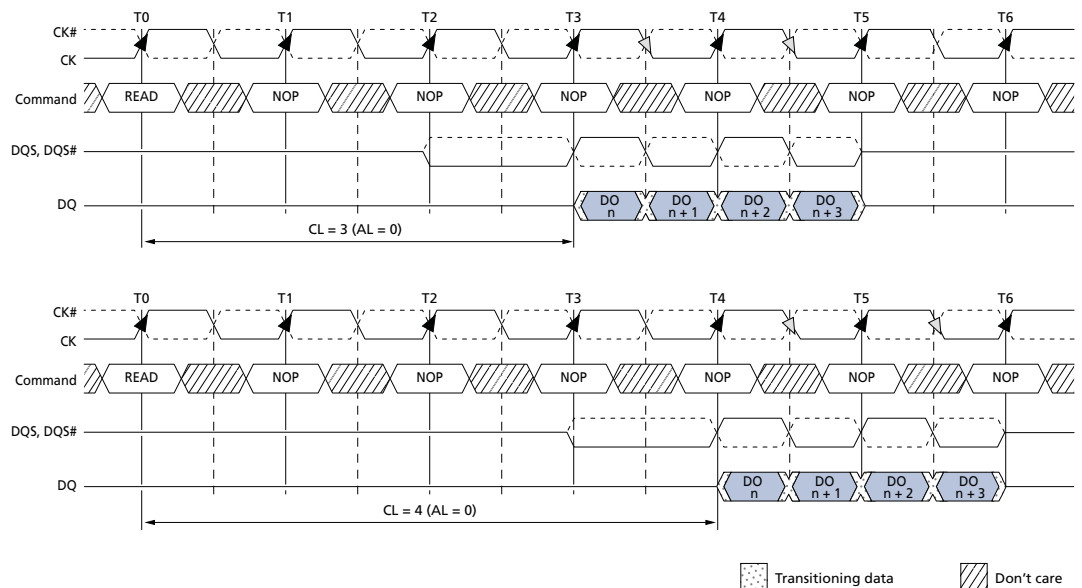 T0 T1 T2 T3 T4 T5 T6
CK#
CK
Command READ NOP NOP NOP NOP NOP NOP
DQS, DQS#
DQ DO n DO n + 1 DO n + 2 DO n + 3
CL = 3 (AL = 0)
T0 T1 T2 T3 T4 T5 T6
CK#
CK
Command READ NOP NOP NOP NOP NOP NOP
DQS, DQS#
DQ DO n DO n + 1 DO n + 2 DO n + 3
CL = 4 (AL = 0)
Transitioning data Don't care